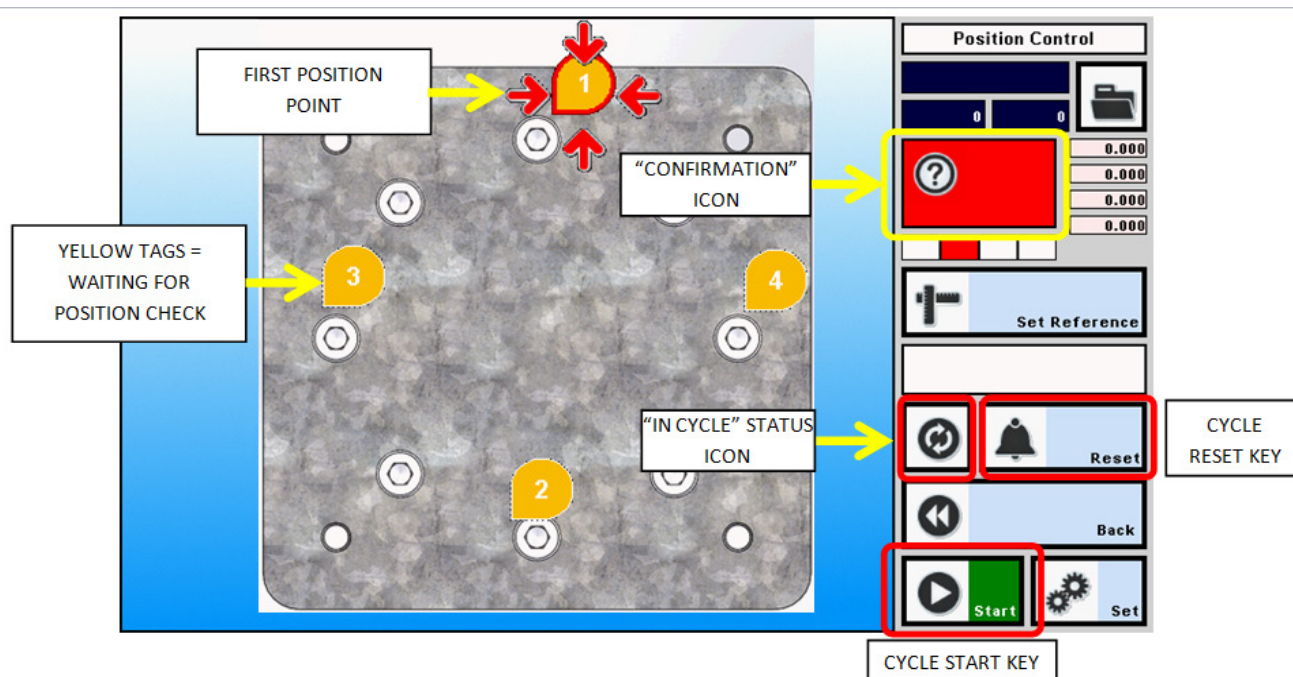 Position Control
FIRST POSITION
POINT
1
0
0
"CONFIRMATION"
ICON
?
0.000
0.000
0.000
0.000
YELLOW TAGS =
WAITING FOR
POSITION CHECK
3
4
Set Reference
"IN CYCLE" STATUS
ICON
Reset
CYCLE
RESET KEY
2
Back
Start
Set
CYCLE START KEY